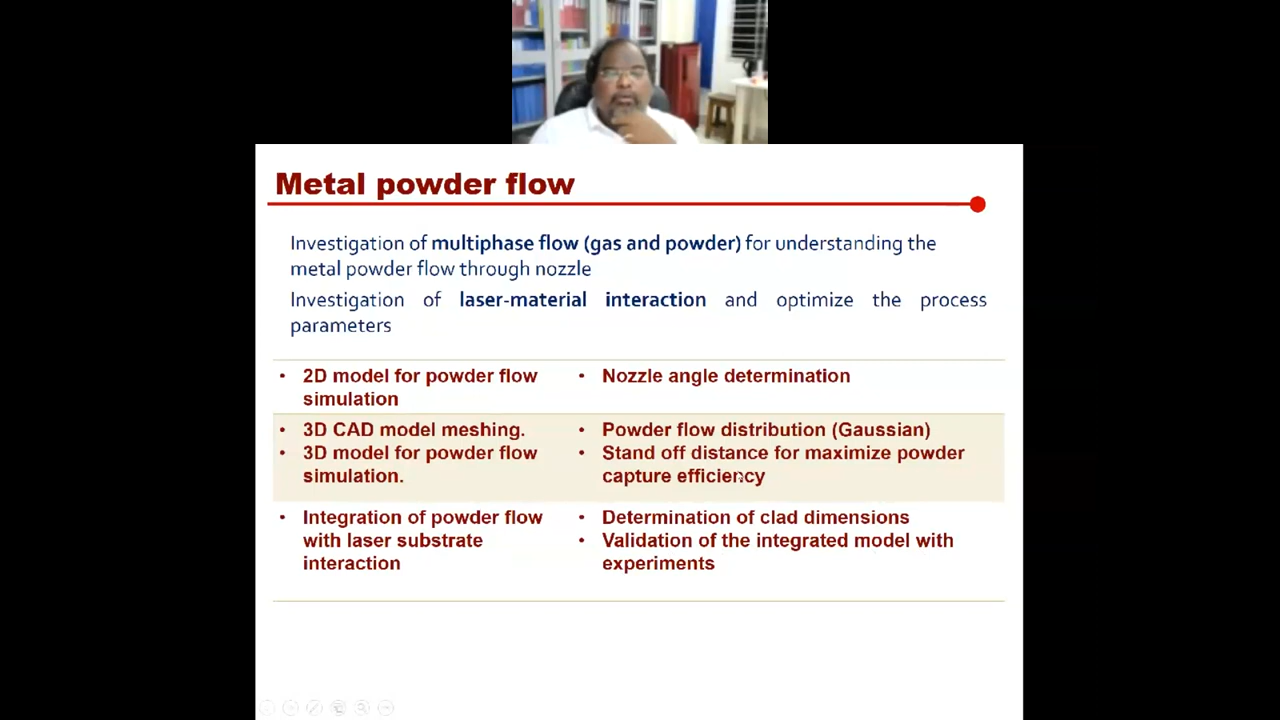 Metal powder flow
Investigation of multiphase flow (gas and powder) for understanding the
metal powder flow through nozzle
Investigation of laser-material interaction and optimize the process
parameters
• 2D model for powder flow
simulation
• Nozzle angle determination
• 3D CAD model meshing.
• 3D model for powder flow
simulation.
• Powder flow distribution (Gaussian)
• Stand off distance for maximize powder
capture efficiency
• Integration of powder flow
with laser substrate
interaction
• Determination of clad dimensions
• Validation of the integrated model with
experiments